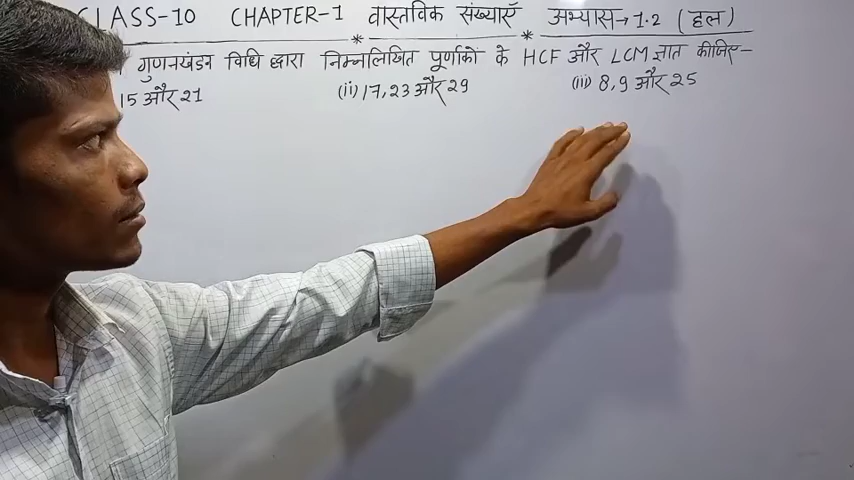 CLASS-10 CHAPTER-1 वास्तविक संख्याएँ अभ्यास→1.2 (हल)
गुणनखंडन विधि द्वारा निम्नलिखित पूर्णांकों के HCF और LCM ज्ञात कीजिए-
15 और 21 (ii) 17, 23 और 29 (iii) 8, 9 और 25